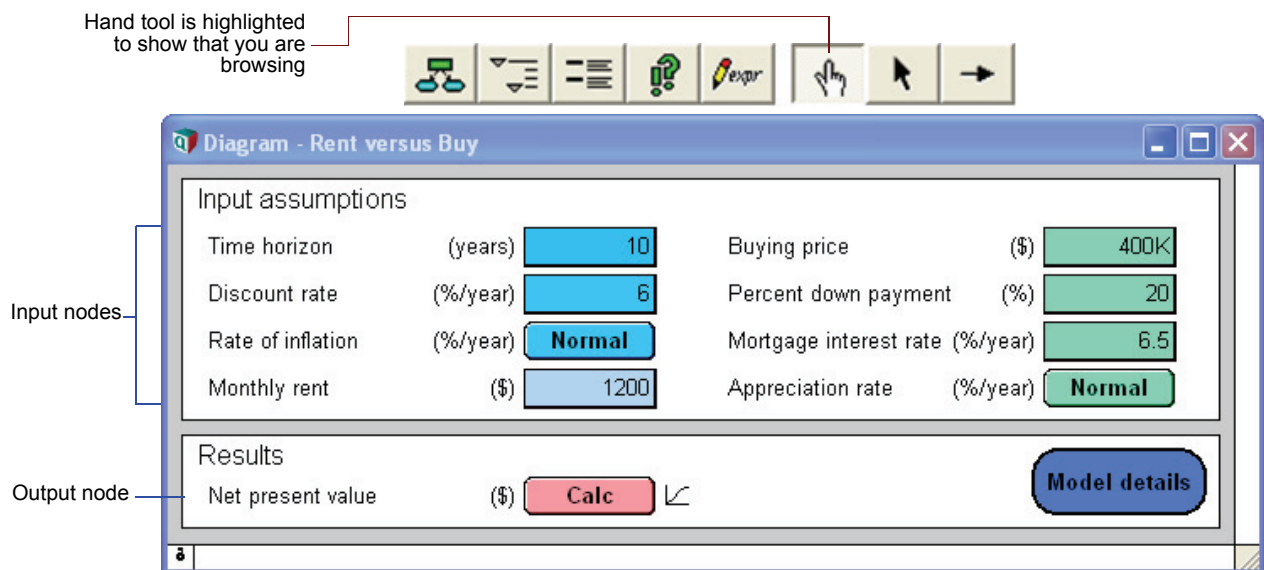 Hand tool is highlighted
to show that you are
browsing
expr
Diagram - Rent versus Buy
Input assumptions
Time horizon (years) 10
Buying price ($) 400K
Discount rate (%/year) 6
Percent down payment (%) 20
Input nodes
Rate of inflation (%/year) Normal
Mortgage interest rate (%/year) 6.5
Monthly rent ($) 1200
Appreciation rate (%/year) Normal
Results
Output node
Net present value ($) Calc
Model details